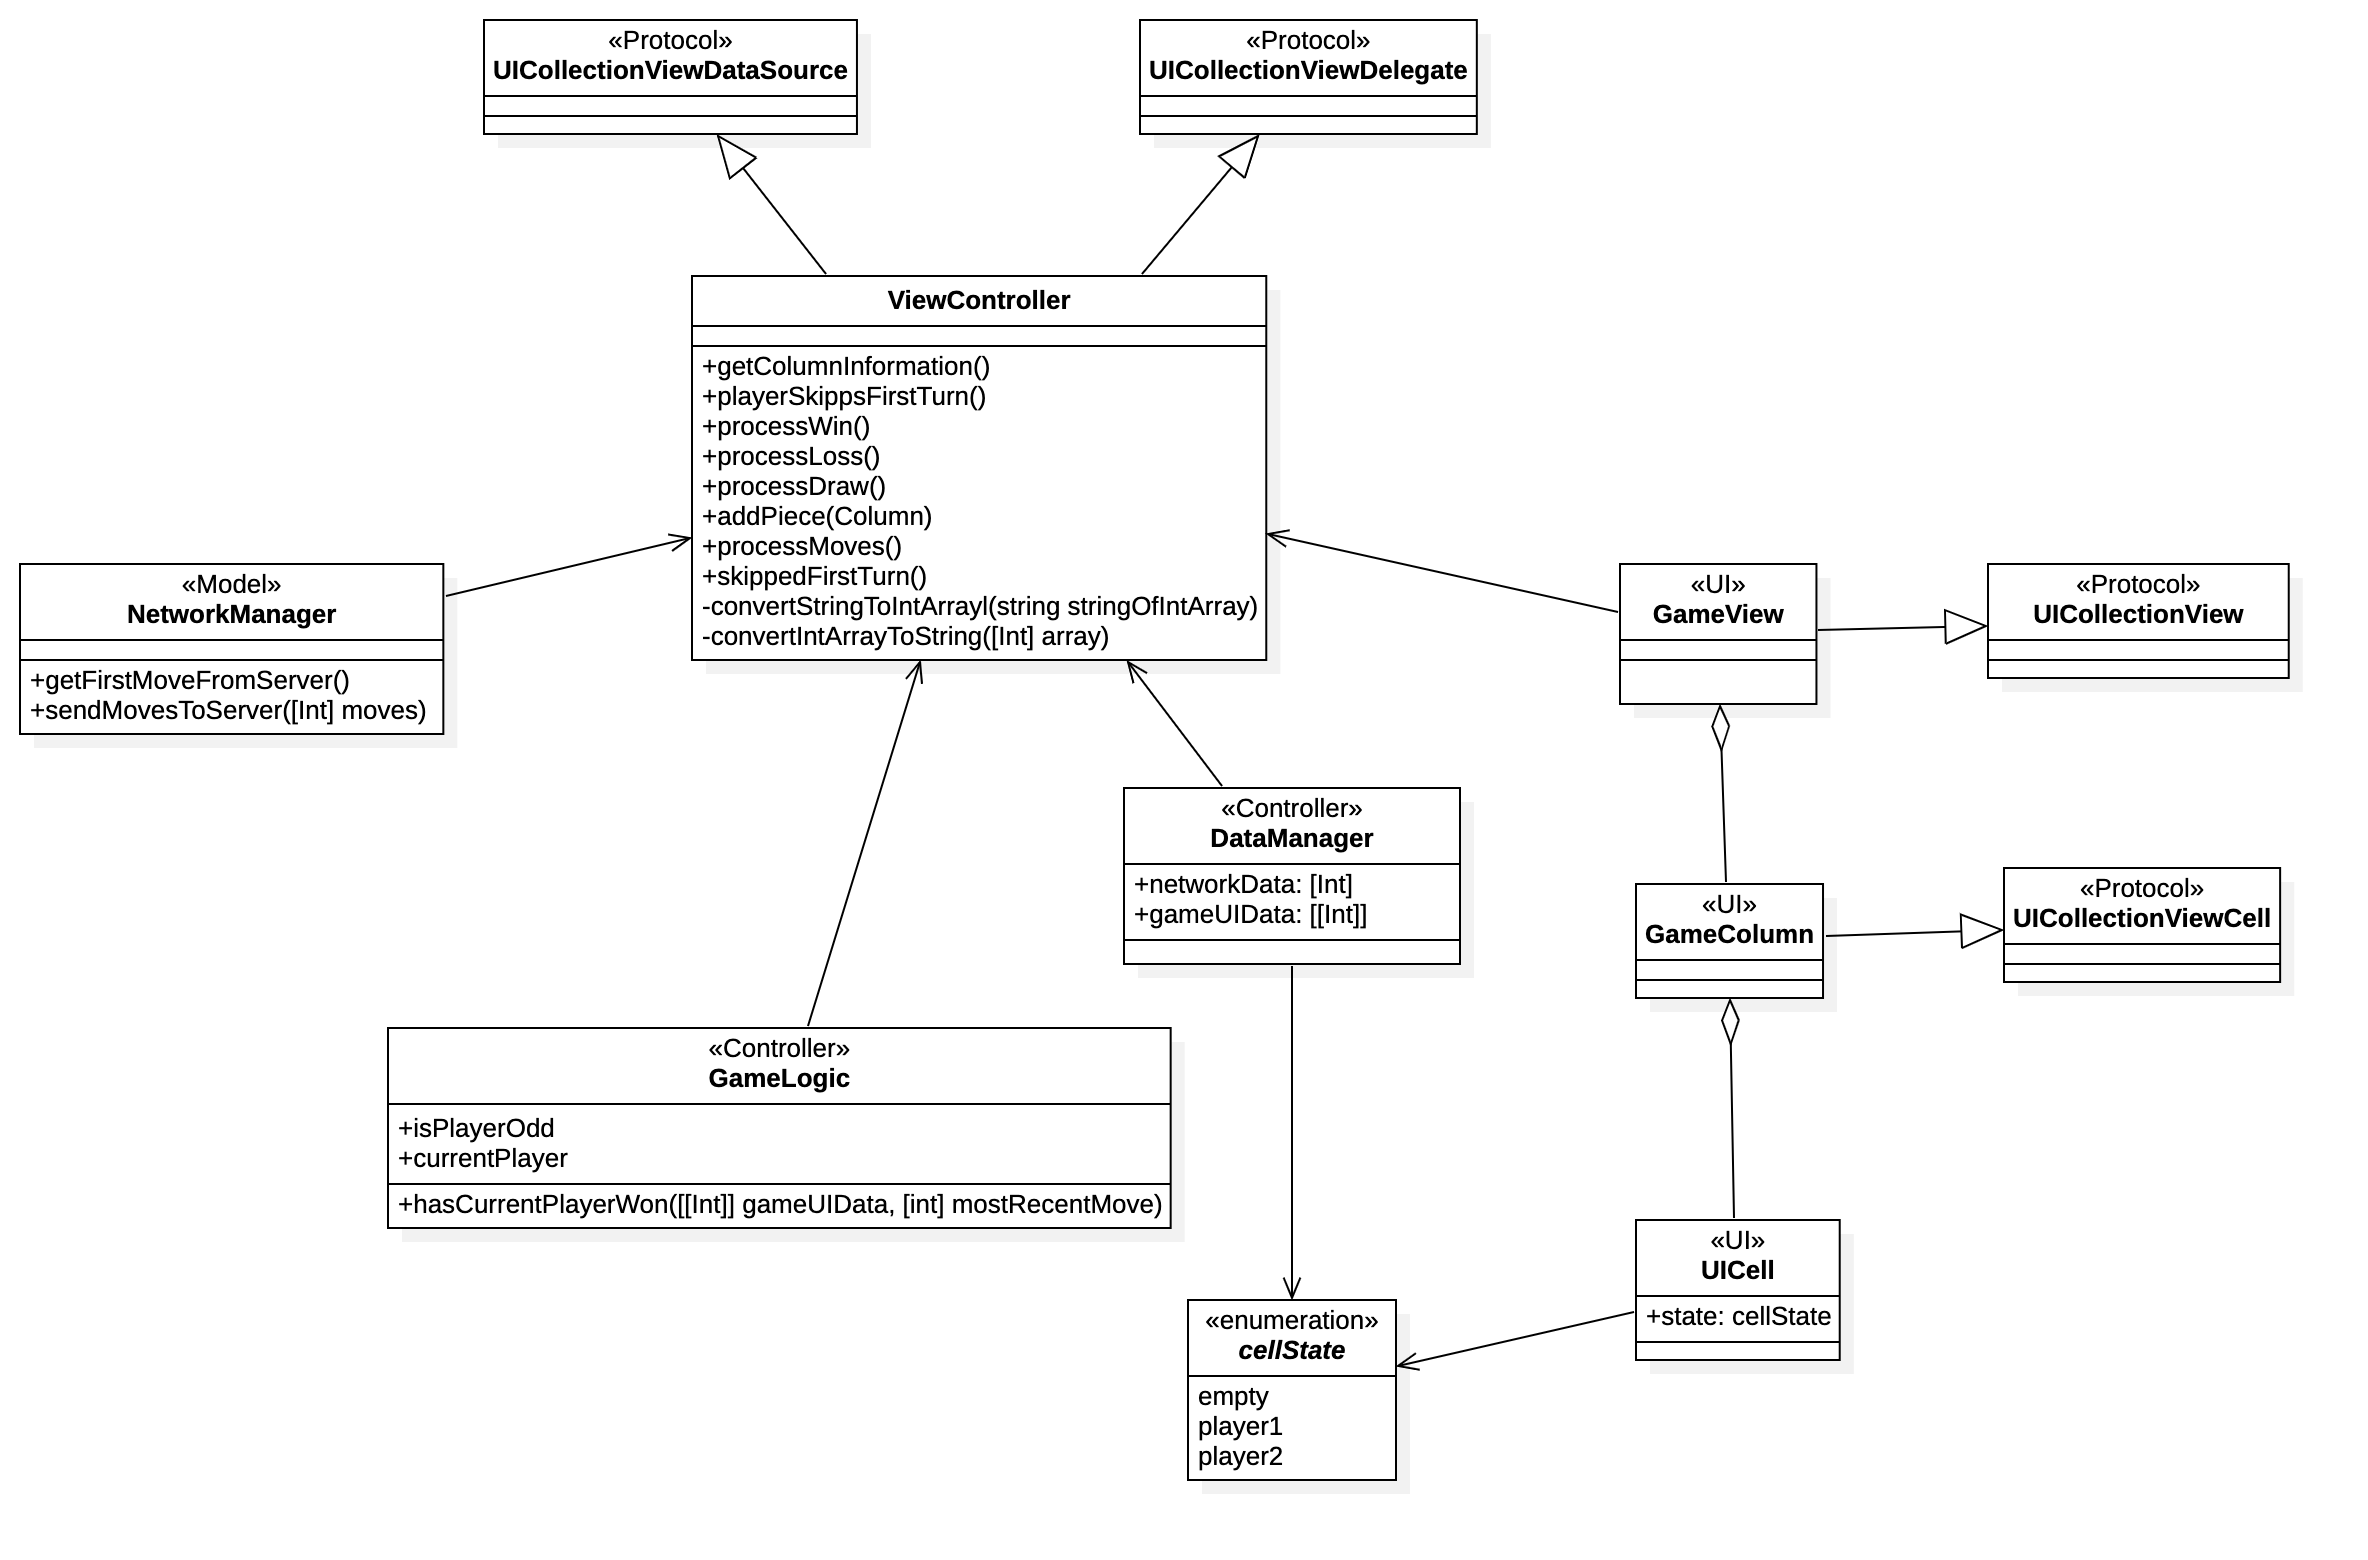 «Protocol»
UICollectionViewDataSource
«Protocol»
UICollectionViewDelegate
ViewController
+getColumnInformation()
+playerSkippsFirstTurn()
+processWin()
+processLoss()
+processDraw()
+addPiece(Column)
+processMoves()
+skippedFirstTurn()
-convertStringToIntArrayl(string stringOfIntArray)
-convertIntArrayToString([Int] array)
«Model»
NetworkManager
+getFirstMoveFromServer()
+sendMovesToServer([Int] moves)
«UI»
GameView
«Protocol»
UICollectionView
«Controller»
DataManager
+networkData: [Int]
+gameUIData: [[Int]]
«UI»
GameColumn
«Protocol»
UICollectionViewCell
«Controller»
GameLogic
+isPlayerOdd
+currentPlayer
+hasCurrentPlayerWon([[Int]] gameUIData, [int] mostRecentMove)
«UI»
UICell
+state: cellState
«enumeration»
cellState
empty
player1
player2